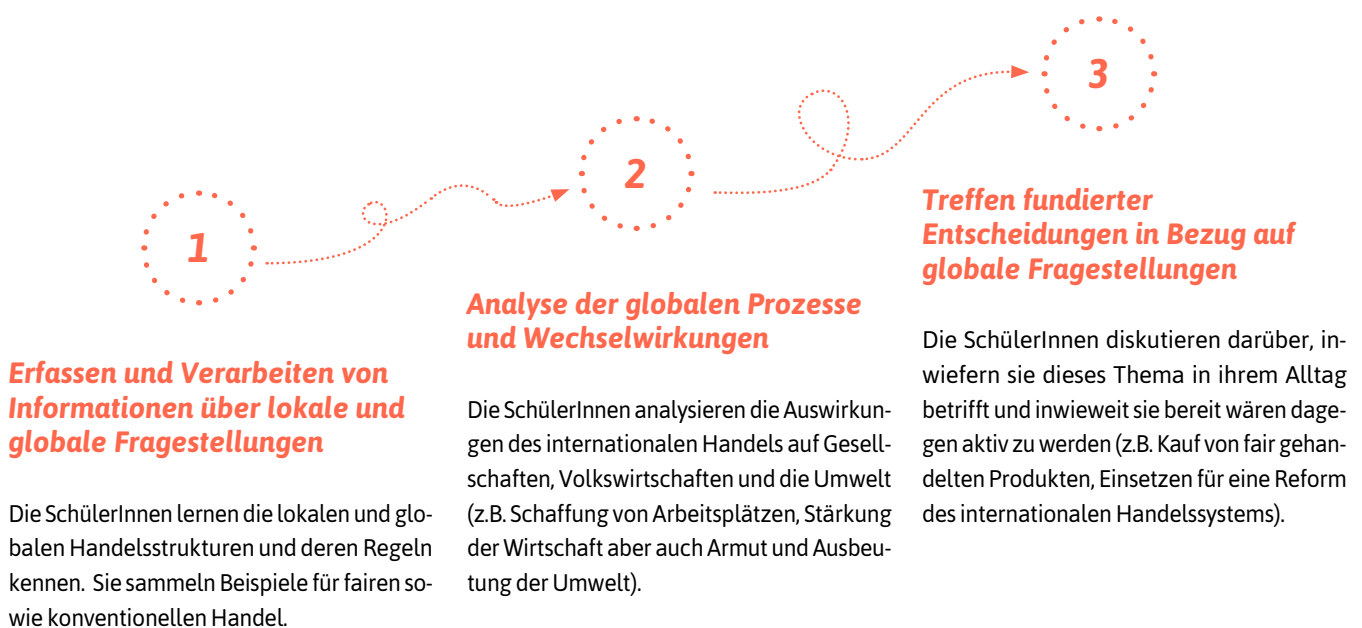 1
Erfassen und Verarbeiten von
Informationen über lokale und
globale Fragestellungen
Die SchülerInnen lernen die lokalen und glo-
balen Handelsstrukturen und deren Regeln
kennen. Sie sammeln Beispiele für fairen so-
wie konventionellen Handel.
2
Analyse der globalen Prozesse
und Wechselwirkungen
Die SchülerInnen analysieren die Auswirkun-
gen des internationalen Handels auf Gesell-
schaften, Volkswirtschaften und die Umwelt
(z.B. Schaffung von Arbeitsplätzen, Stärkung
der Wirtschaft aber auch Armut und Ausbeu-
tung der Umwelt).
3
Treffen fundierter
Entscheidungen in Bezug auf
globale Fragestellungen
Die SchülerInnen diskutieren darüber, in-
wiefern sie dieses Thema in ihrem Alltag
betrifft und inwieweit sie bereit wären dage-
gen aktiv zu werden (z.B. Kauf von fair gehan-
delten Produkten, Einsetzen für eine Reform
des internationalen Handelssystems).